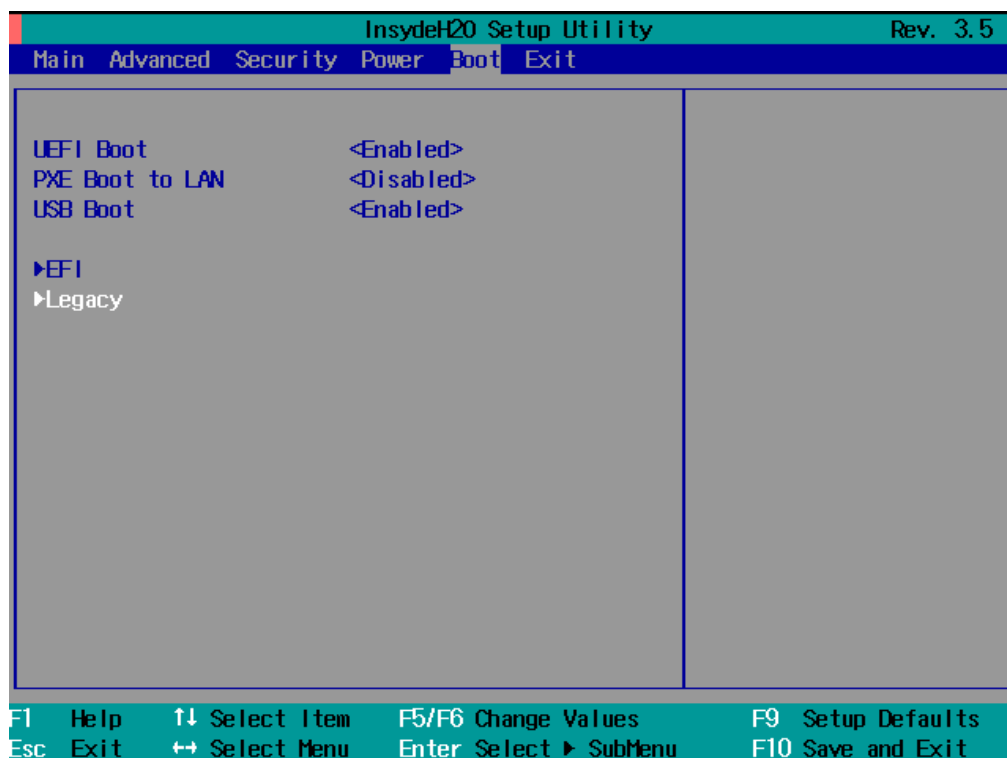 InsydeH20 Setup Utility Rev. 3.5
Main Advanced Security Power Boot Exit
UEFI Boot <Enabled>
PXE Boot to LAN <Disabled>
USB Boot <Enabled>
▶EFI
▶Legacy
F1 Help ↑↓ Select Item F5/F6 Change Values F9 Setup Defaults
Esc Exit ↔ Select Menu Enter Select ▶ SubMenu F10 Save and Exit